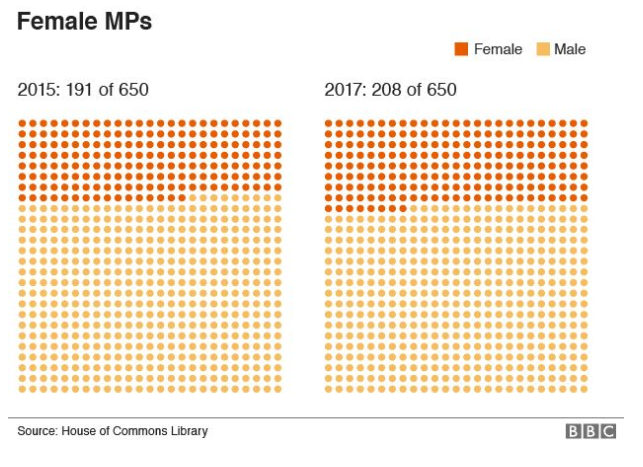 Female MPs
Female Male
2015: 191 of 650
2017: 208 of 650
Source: House of Commons Library
BBC